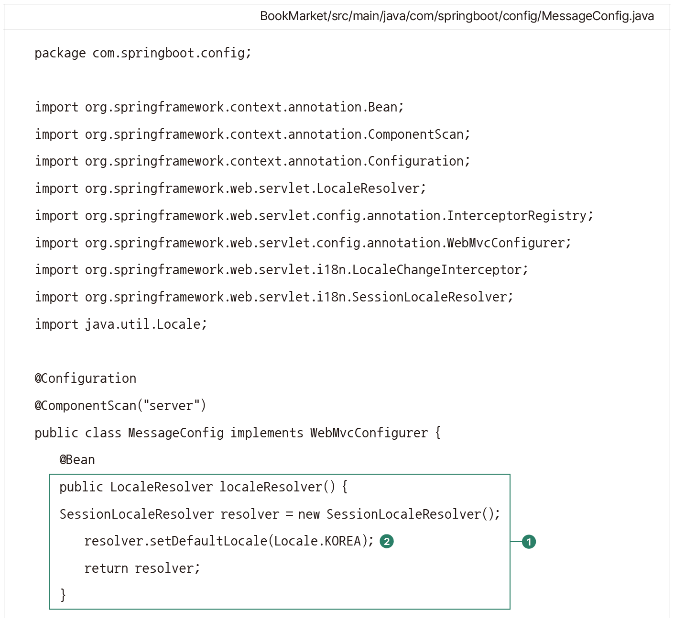 BookMarket/src/main/java/com/springboot/config/MessageConfig.java
package com.springboot.config;
import org.springframework.context.annotation.Bean;
import org.springframework.context.annotation.ComponentScan;
import org.springframework.context.annotation.Configuration;
import org.springframework.web.servlet.LocaleResolver;
import org.springframework.web.servlet.config.annotation.InterceptorRegistry;
import org.springframework.web.servlet.config.annotation.WebMvcConfigurer;
import org.springframework.web.servlet.i18n.LocaleChangeInterceptor;
import org.springframework.web.servlet.i18n.SessionLocaleResolver;
import java.util.Locale;
@Configuration
@ComponentScan("server")
public class MessageConfig implements WebMvcConfigurer {
@Bean
public LocaleResolver localeResolver() {
SessionLocaleResolver resolver = new SessionLocaleResolver();
resolver.setDefaultLocale(Locale.KOREA); 2 1
return resolver;
}